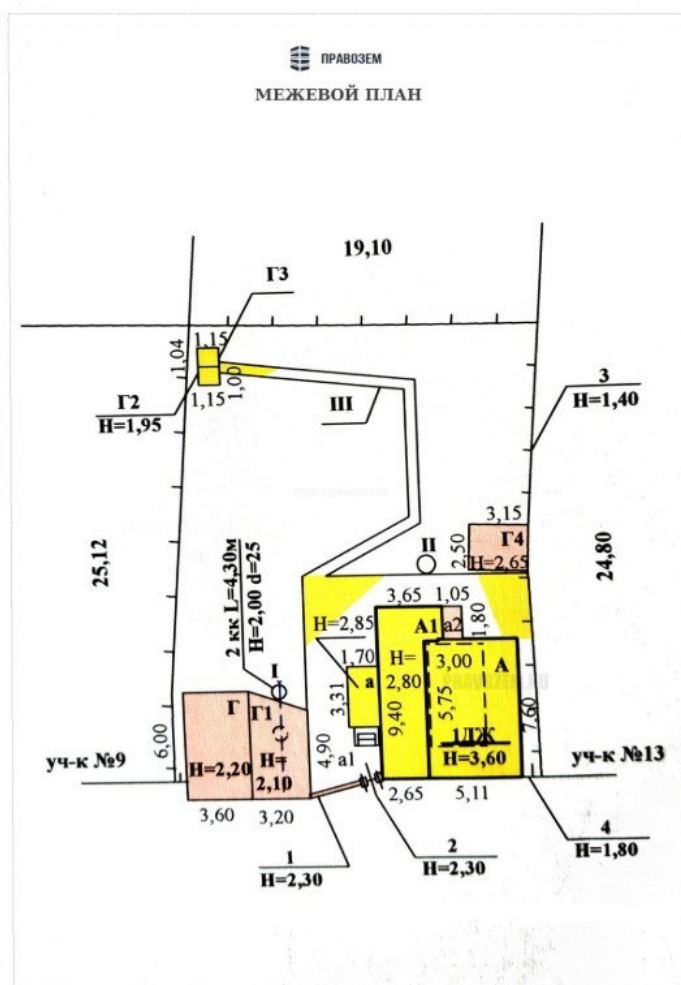 ПРАВОЗЕМ
МЕЖЕВОЙ ПЛАН
19,10
Г3
1,15
1,04
1,00
1,15
Г2
Н=1,95
III
3
Н=1,40
25,12
2 кк L=4,30м
Н=2,00 d=25
II
3,15
Г4
2,50
Н=2,65
24,80
3,65 1,05
Н=2,85
А1 а2
1,80
1,70
Н=
2,80
3,00
А
I
а
3,31
9,40
5,75
PRAVOZEM.RU
7,60
Г
Г1
6,00
4,90
а1
1ДЖ
Н=3,60
уч-к №9
Н=2,20
Н=
2,10
уч-к №13
3,60
3,20
2,65
5,11
1
Н=2,30
2
Н=2,30
4
Н=1,80